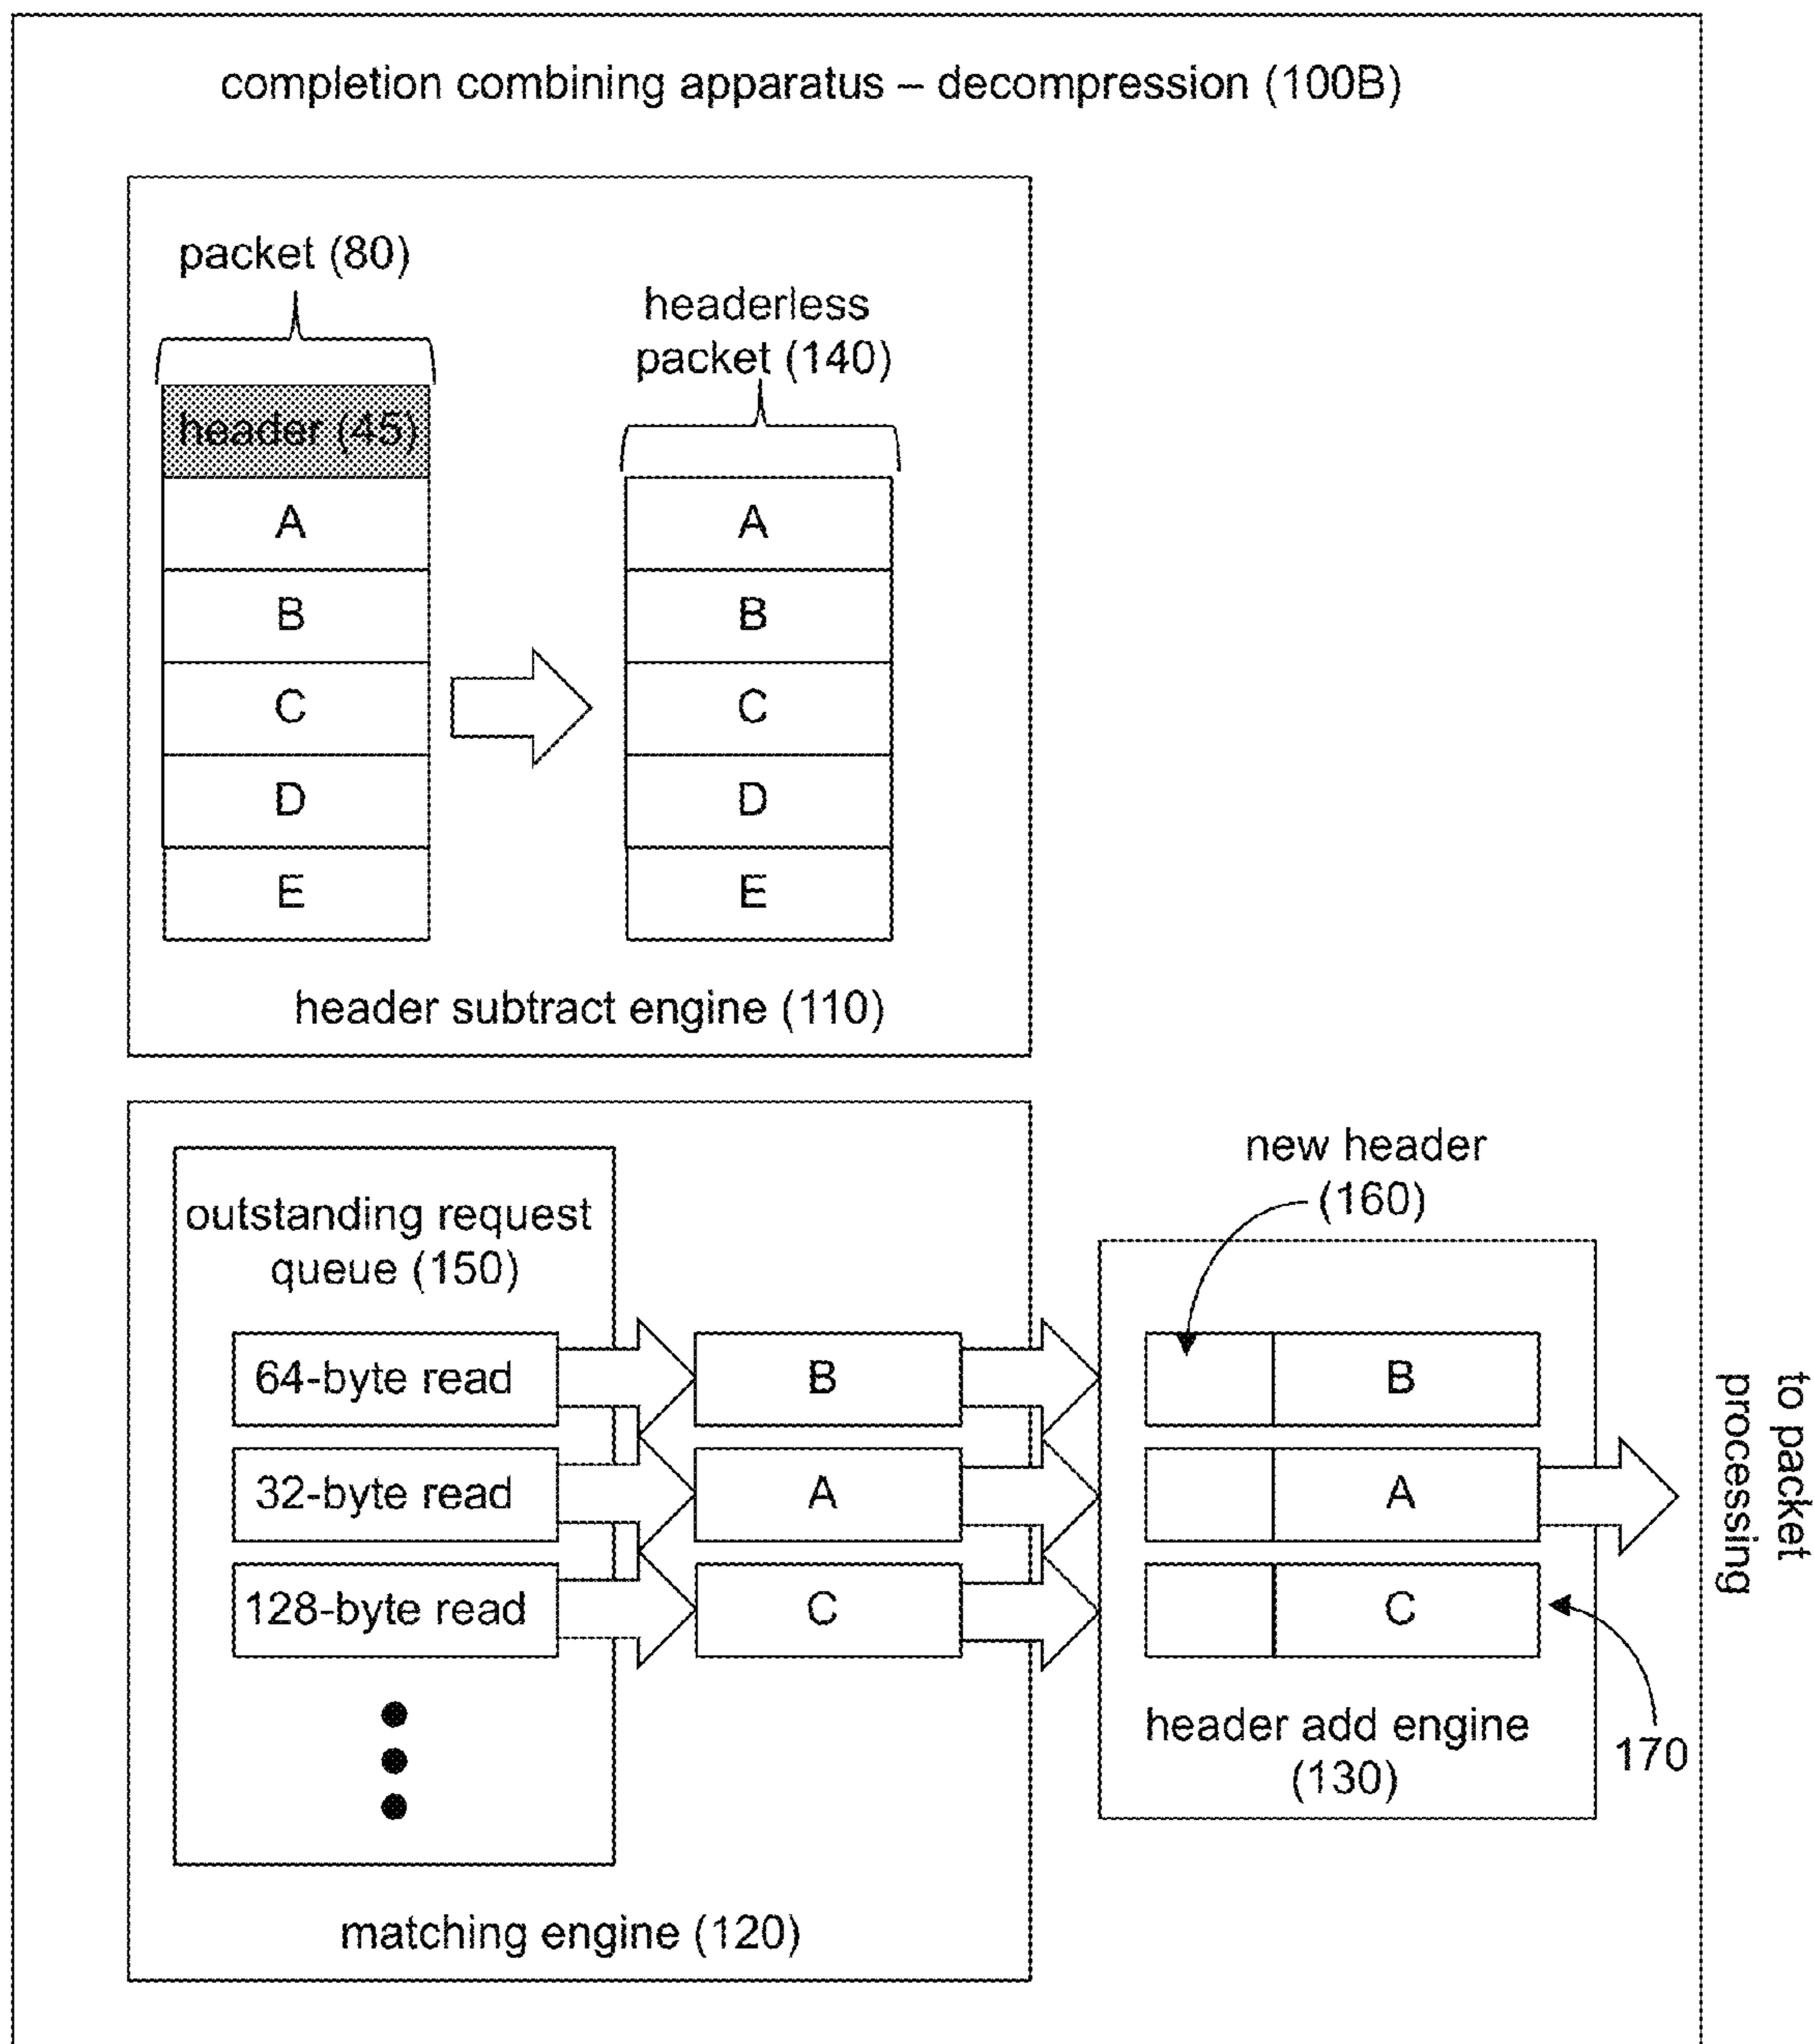 completion combining apparatus – decompression (100B)
packet (80)
headerless
packet (140)
header (45)
A
B
C
D
E
A
B
C
D
E
header subtract engine (110)
outstanding request
queue (150)
64-byte read
32-byte read
128-byte read
B
A
C
matching engine (120)
new header
(160)
B
A
C
header add engine
(130)
170
to packet
processing